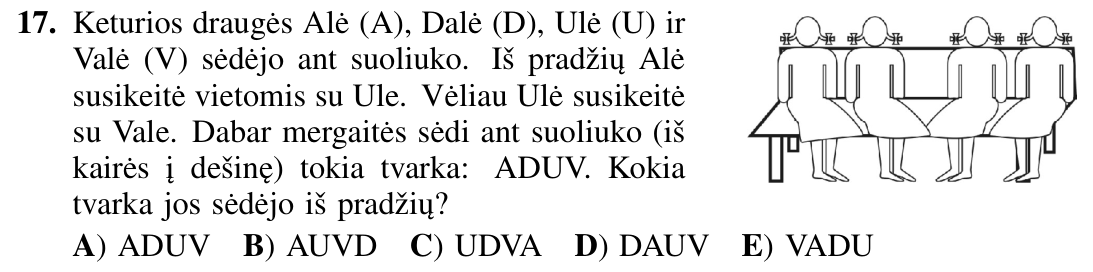 17. Keturios draugės Alė (A), Dalė (D), Ulė (U) ir
Valė (V) sėdėjo ant suoliuko. Iš pradžių Alė
susikeitė vietomis su Ule. Vėliau Ulė susikeitė
su Vale. Dabar mergaitės sėdi ant suoliuko (iš
kairės į dešinę) tokia tvarka: ADUV. Kokia
tvarka jos sėdėjo iš pradžių?
A) ADUV B) AUVD C) UDVA D) DAUV E) VADU